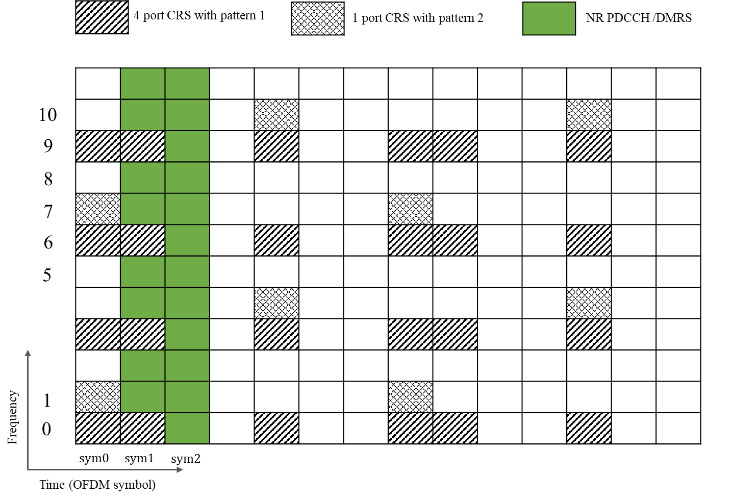 4 port CRS with pattern 1
1 port CRS with pattern 2
NR PDCCH /DMRS
10
9
8
7
6
5
1
0
Frequency
sym0 sym1 sym2
Time (OFDM symbol)